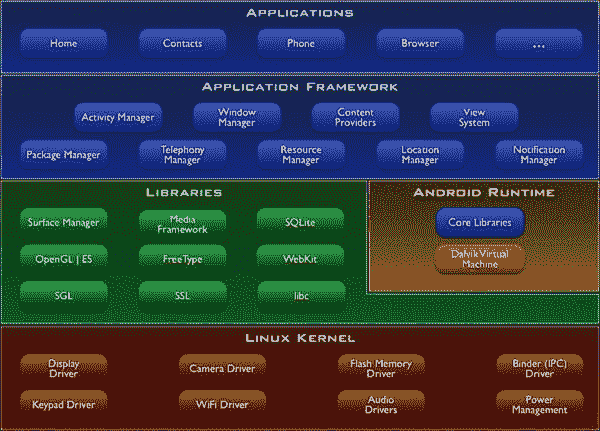 APPLICATIONS
Home
Contacts
Phone
Browser
...
APPLICATION FRAMEWORK
Activity Manager
Window
Manager
Content
Providers
View
System
Package Manager
Telephony
Manager
Resource
Manager
Location
Manager
Notification
Manager
LIBRARIES
Surface Manager
Media
Framework
SQLite
OpenGL | ES
FreeType
WebKit
SGL
SSL
libc
ANDROID RUNTIME
Core Libraries
Dalvik Virtual
Machine
LINUX KERNEL
Display
Driver
Camera Driver
Flash Memory
Driver
Binder (IPC)
Driver
Keypad Driver
WiFi Driver
Audio
Drivers
Power
Management